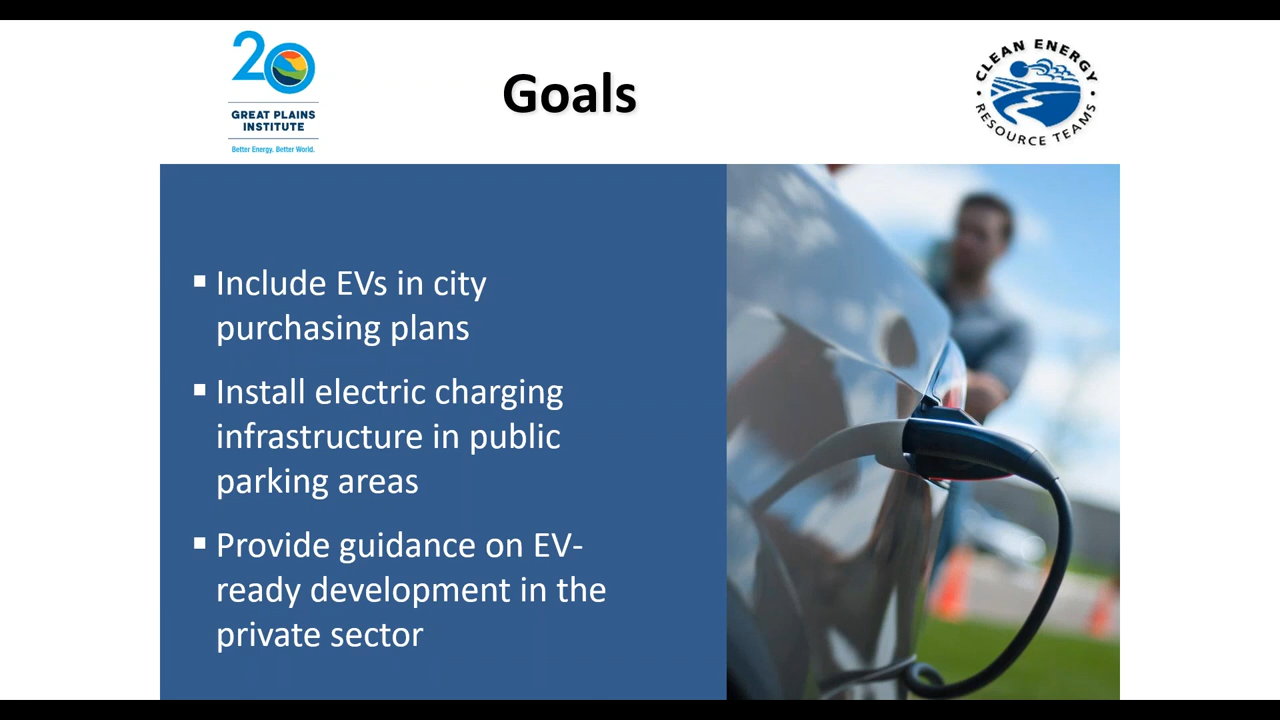 20
GREAT PLAINS
INSTITUTE
Better Energy. Better World.
Goals
CLEAN ENERGY
RESOURCE TEAMS
▪ Include EVs in city
purchasing plans
▪ Install electric charging
infrastructure in public
parking areas
▪ Provide guidance on EV-
ready development in the
private sector